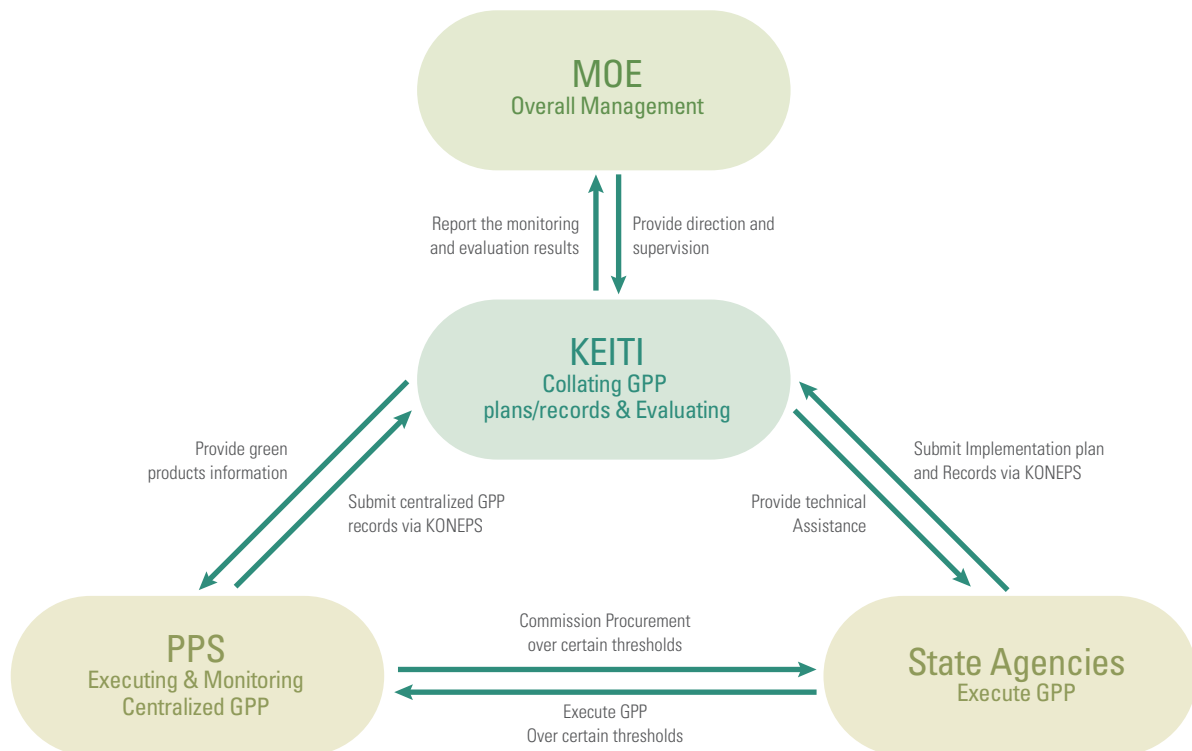 MOE
Overall Management
Report the monitoring
and evaluation results
Provide direction and
supervision
KEITI
Collating GPP
plans/records & Evaluating
Provide green
products information
Submit centralized GPP
records via KONEPS
Submit Implementation plan
and Records via KONEPS
Provide technical
Assistance
PPS
Executing & Monitoring
Centralized GPP
Commission Procurement
over certain thresholds
Execute GPP
Over certain thresholds
State Agencies
Execute GPP